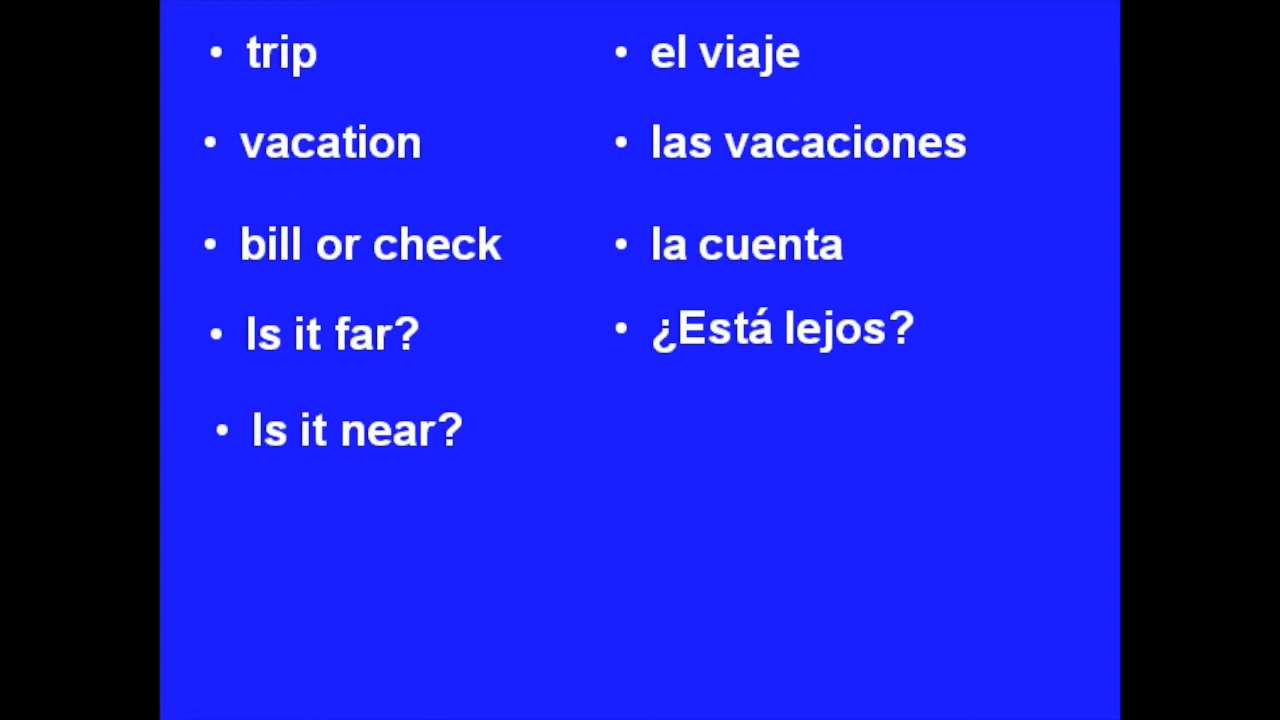 • trip
• el viaje
• vacation
• las vacaciones
• bill or check
• la cuenta
• Is it far?
• ¿Está lejos?
• Is it near?